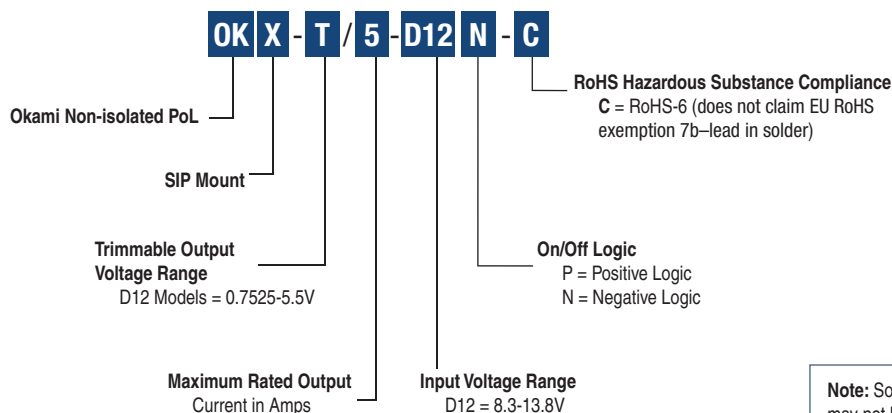 OK X - T / 5 - D12 N - C
RoHS Hazardous Substance Compliance
C = RoHS-6 (does not claim EU RoHS
exemption 7b–lead in solder)
Okami Non-isolated PoL
SIP Mount
Trimmable Output
Voltage Range
D12 Models = 0.7525-5.5V
On/Off Logic
P = Positive Logic
N = Negative Logic
Maximum Rated Output
Current in Amps
Input Voltage Range
D12 = 8.3-13.8V
Note: So
may not